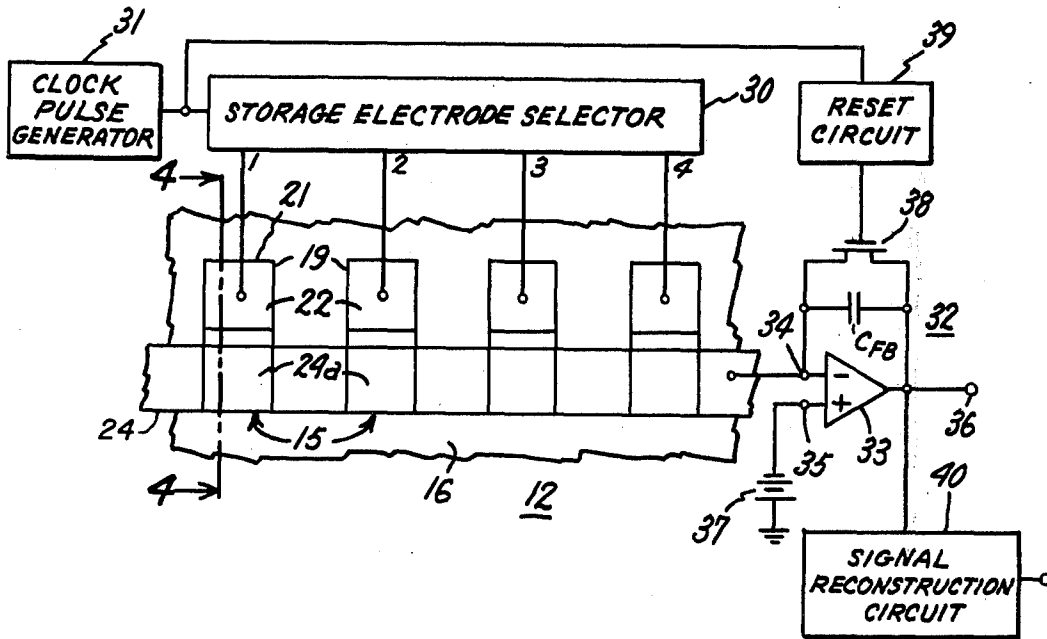 31
CLOCK
PULSE
GENERATOR
STORAGE ELECTRODE SELECTOR
30
39
RESET
CIRCUIT
1
2
3
4
4
21
19
22
38
34
C_FB
32
24a
24
15
16
12
35
33
36
37
4
40
SIGNAL
RECONSTRUCTION
CIRCUIT